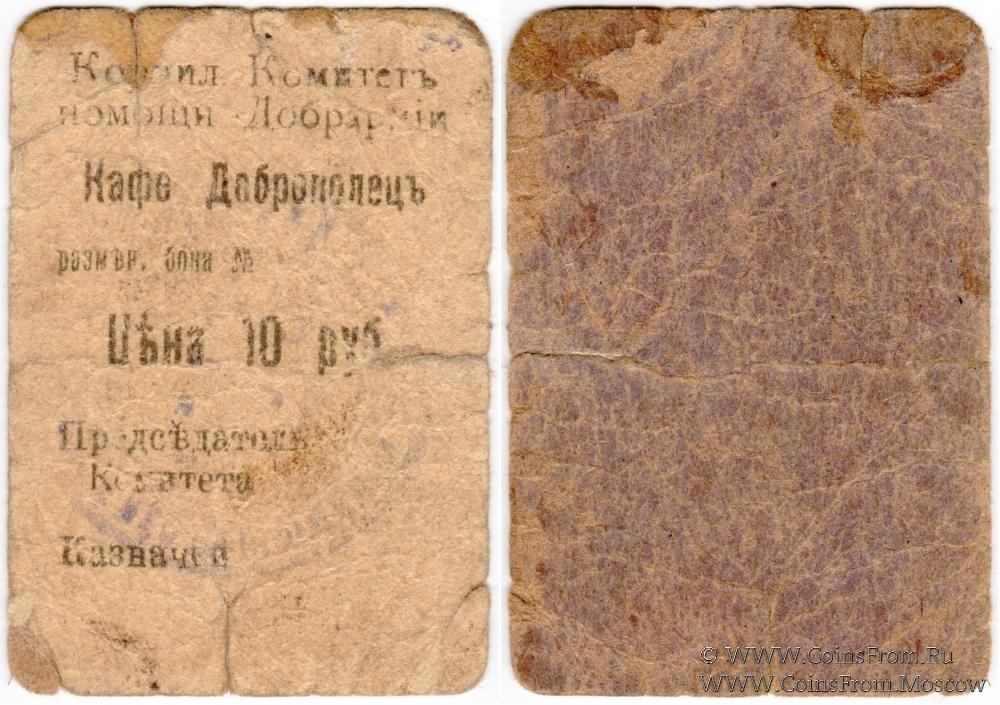 Комитетъ
помощи Добрармiи
Кафе Доброполецъ
размѣн. бона №
Цѣна 10 руб
Предсѣдатель
Комитета
Казначей
© WWW.CoinsFrom.Ru
WWW.CoinsFrom.Moscow